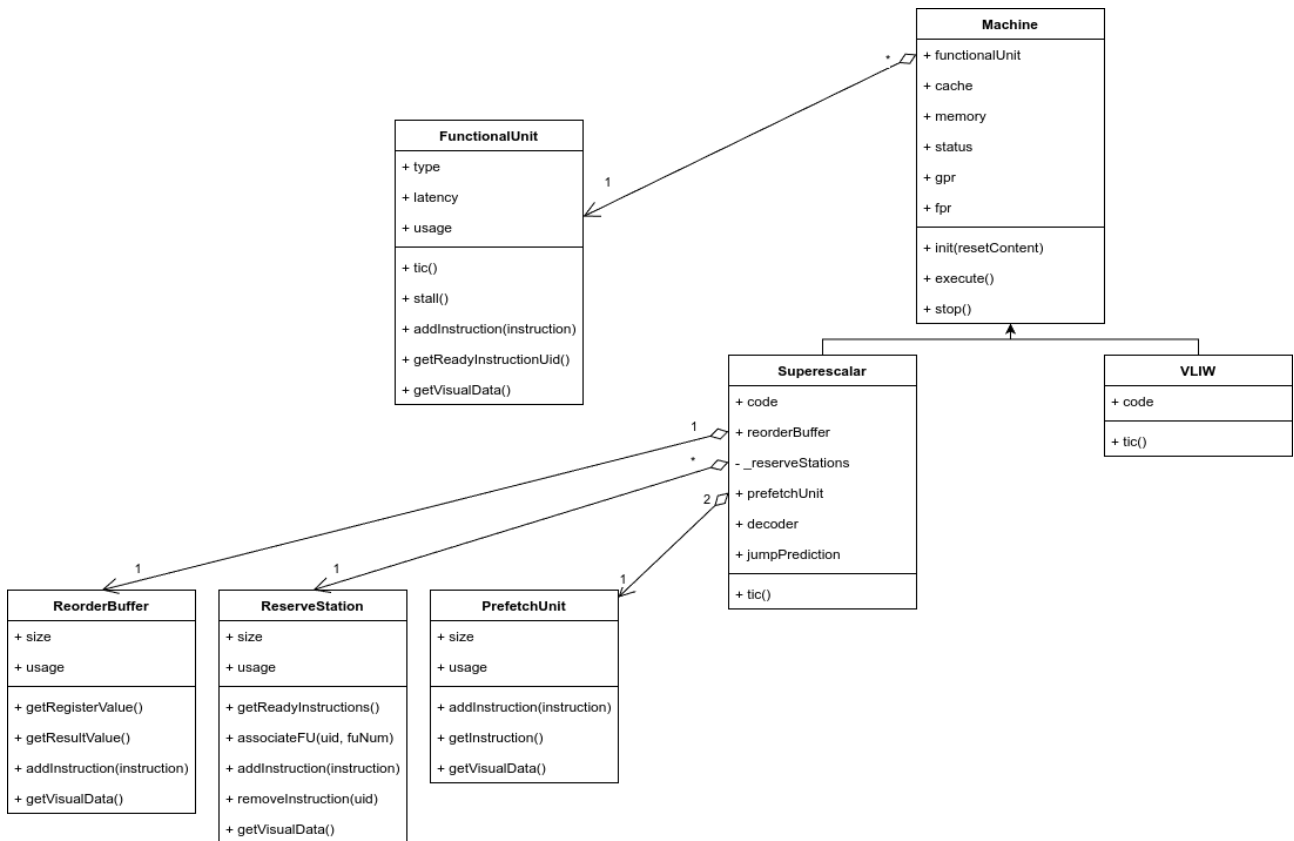 Machine
+ functionalUnit
+ cache
+ memory
+ status
+ gpr
+ fpr
+ init(resetContent)
+ execute()
+ stop()
*
1
FunctionalUnit
+ type
+ latency
+ usage
+ tic()
+ stall()
+ addInstruction(instruction)
+ getReadyInstructionUid()
+ getVisualData()
Superescalar
+ code
+ reorderBuffer
- _reserveStations
+ prefetchUnit
+ decoder
+ jumpPrediction
+ tic()
VLIW
+ code
+ tic()
1
*
2
1
1
1
ReorderBuffer
+ size
+ usage
+ getRegisterValue()
+ getResultValue()
+ addInstruction(instruction)
+ getVisualData()
ReserveStation
+ size
+ usage
+ getReadyInstructions()
+ associateFU(uid, fuNum)
+ addInstruction(instruction)
+ removeInstruction(uid)
+ getVisualData()
PrefetchUnit
+ size
+ usage
+ addInstruction(instruction)
+ getInstruction()
+ getVisualData()